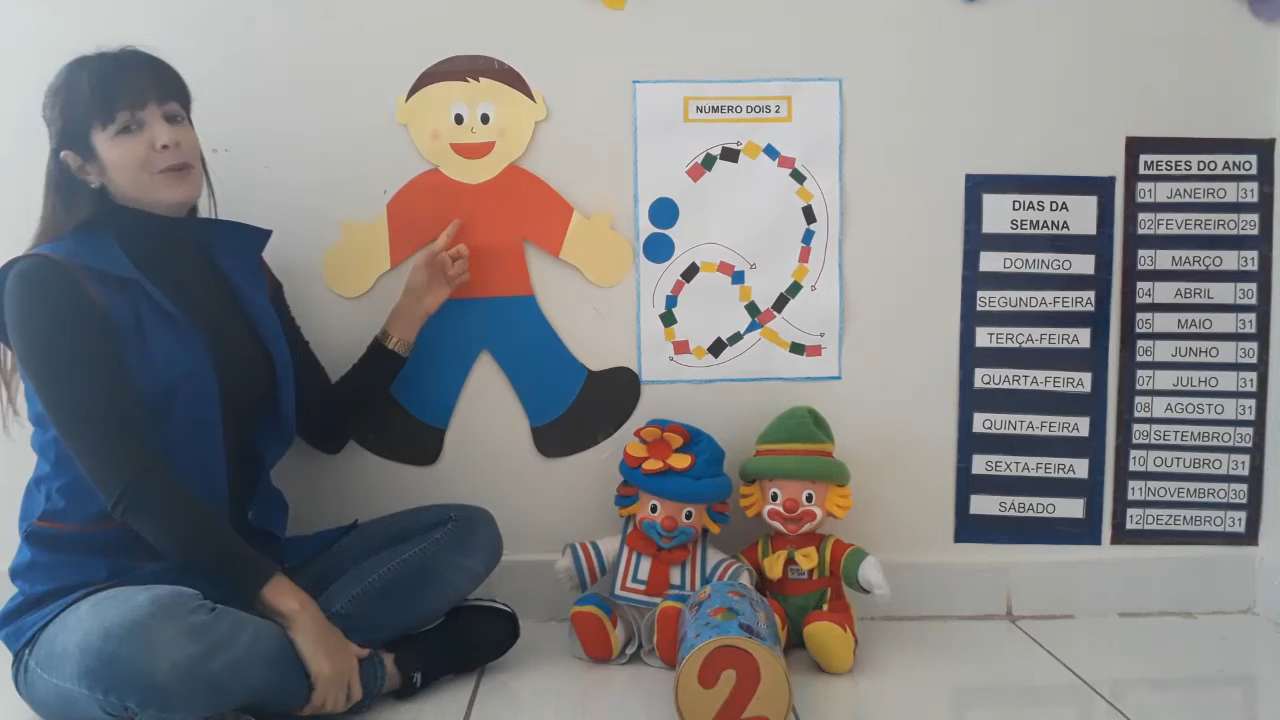 NÚMERO DOIS 2
DIAS DA
SEMANA
DOMINGO
SEGUNDA-FEIRA
TERÇA-FEIRA
QUARTA-FEIRA
QUINTA-FEIRA
SEXTA-FEIRA
SÁBADO
MESES DO ANO
01 JANEIRO 31
02 FEVEREIRO 29
03 MARÇO 31
04 ABRIL 30
05 MAIO 31
06 JUNHO 30
07 JULHO 31
08 AGOSTO 31
09 SETEMBRO 30
10 OUTUBRO 31
11 NOVEMBRO 30
12 DEZEMBRO 31
2